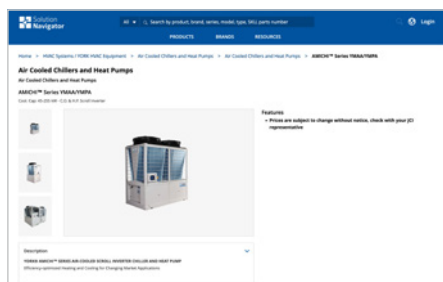 Solution
Navigator
All
Search by product, brand, series, model, type, SKU, parts number
Login
PRODUCTS BRANDS RESOURCES
Home > HVAC Systems / YORK HVAC Equipment > Air Cooled Chillers and Heat Pumps > Air Cooled Chillers and Heat Pumps > AMICHI™ Series YMAA/YMPA
Air Cooled Chillers and Heat Pumps
Air Cooled Chillers and Heat Pumps
AMICHI™ Series YMAA/YMPA
Features
• Prices are subject to change without notice, check with your JCI
representative
Description
YORK® AMICHI™ SERIES AIR-COOLED SCROLL INVERTER CHILLER AND HEAT PUMP
Efficiency-optimized Heating and Cooling for Changing Market Applications